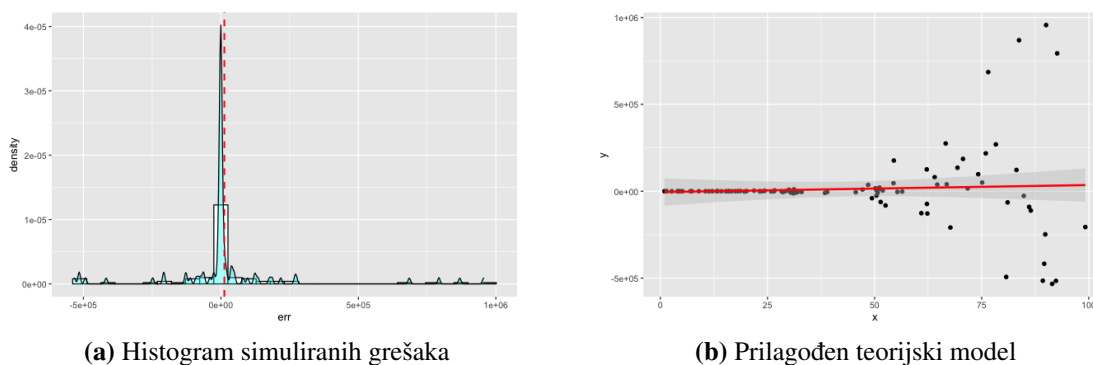 4e−05
3e−05
2e−05
1e−05
0e+00
density
−5e+05
0e+00
5e+05
1e+06
err
(a) Histogram simuliranih grešaka
1e+06
5e+05
0e+00
−5e+05
y
0
25
50
75
100
x
(b) Prilagođen teorijski model